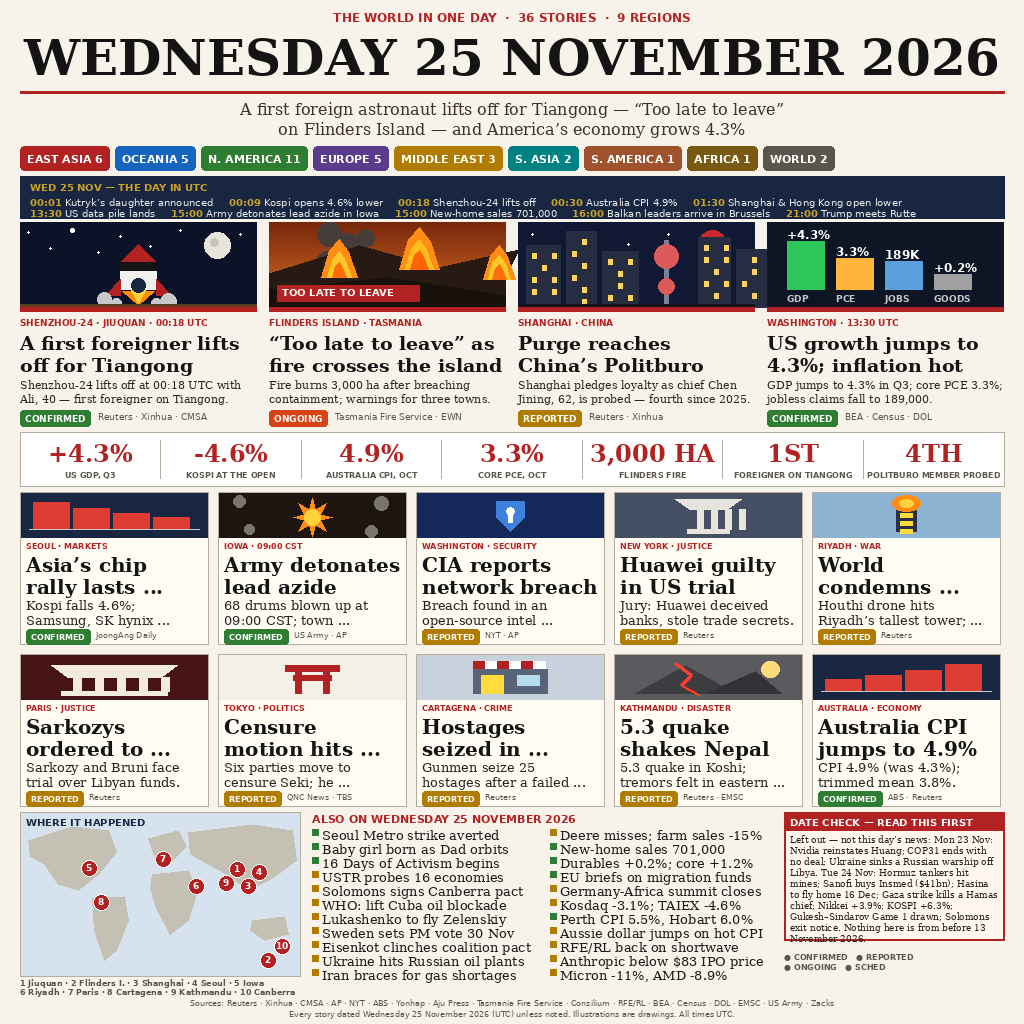 THE WORLD IN ONE DAY · 36 STORIES · 9 REGIONS
WEDNESDAY 25 NOVEMBER 2026
A first foreign astronaut lifts off for Tiangong — “Too late to leave”
on Flinders Island — and America’s economy grows 4.3%
EAST ASIA 6
OCEANIA 5
N. AMERICA 11
EUROPE 5
MIDDLE EAST 3
S. ASIA 2
S. AMERICA 1
AFRICA 1
WORLD 2
WED 25 NOV — THE DAY IN UTC
00:01 Kutryk’s daughter announced 00:09 Kospi opens 4.6% lower 00:18 Shenzhou-24 lifts off 00:30 Australia CPI 4.9% 01:30 Shanghai & Hong Kong open lower
13:30 US data pile lands 15:00 Army detonates lead azide in Iowa 15:00 New-home sales 701,000 16:00 Balkan leaders arrive in Brussels 21:00 Trump meets Rutte
SHENZHOU-24 · JIUQUAN · 00:18 UTC
A first foreigner lifts
off for Tiangong
Shenzhou-24 lifts off at 00:18 UTC with
Ali, 40 — first foreigner on Tiangong.
CONFIRMED Reuters · Xinhua · CMSA
TOO LATE TO LEAVE
FLINDERS ISLAND · TASMANIA
“Too late to leave” as
fire crosses the island
Fire burns 3,000 ha after breaching
containment; warnings for three towns.
ONGOING Tasmania Fire Service · EWN
SHANGHAI · CHINA
Purge reaches
China’s Politburo
Shanghai pledges loyalty as chief Chen
Jining, 62, is probed — fourth since 2025.
REPORTED Reuters · Xinhua
+4.3%
3.3%
189K
+0.2%
GDP
PCE
JOBS
GOODS
WASHINGTON · 13:30 UTC
US growth jumps to
4.3%; inflation hot
GDP jumps to 4.3% in Q3; core PCE 3.3%;
jobless claims fall to 189,000.
CONFIRMED BEA · Census · DOL
+4.3%
US GDP, Q3
-4.6%
KOSPI AT THE OPEN
4.9%
AUSTRALIA CPI, OCT
3.3%
CORE PCE, OCT
3,000 HA
FLINDERS FIRE
1ST
FOREIGNER ON TIANGONG
4TH
POLITBURO MEMBER PROBED
SEOUL · MARKETS
Asia’s chip
rally lasts ...
Kospi falls 4.6%;
Samsung, SK hynix ...
CONFIRMED JoongAng Daily
IOWA · 09:00 CST
Army detonates
lead azide
68 drums blown up at
09:00 CST; town ...
CONFIRMED US Army · AP
WASHINGTON · SECURITY
CIA reports
network breach
Breach found in an
open-source intel ...
REPORTED NYT · AP
NEW YORK · JUSTICE
Huawei guilty
in US trial
Jury: Huawei deceived
banks, stole trade secrets.
REPORTED Reuters
RIYADH · WAR
World
condemns ...
Houthi drone hits
Riyadh’s tallest tower; ...
REPORTED Reuters
PARIS · JUSTICE
Sarkozys
ordered to ...
Sarkozy and Bruni face
trial over Libyan funds.
REPORTED Reuters
TOKYO · POLITICS
Censure
motion hits ...
Six parties move to
censure Seki; he ...
REPORTED QNC News · TBS
CARTAGENA · CRIME
Hostages
seized in ...
Gunmen seize 25
hostages after a failed ...
REPORTED Reuters
KATHMANDU · DISASTER
5.3 quake
shakes Nepal
5.3 quake in Koshi;
tremors felt in eastern ...
REPORTED Reuters · EMSC
AUSTRALIA · ECONOMY
Australia CPI
jumps to 4.9%
CPI 4.9% (was 4.3%);
trimmed mean 3.8%.
CONFIRMED ABS · Reuters
WHERE IT HAPPENED
5
7
1
4
9
3
6
8
10
2
1 Jiuquan · 2 Flinders I. · 3 Shanghai · 4 Seoul · 5 Iowa
6 Riyadh · 7 Paris · 8 Cartagena · 9 Kathmandu · 10 Canberra
ALSO ON WEDNESDAY 25 NOVEMBER 2026
Seoul Metro strike averted
Baby girl born as Dad orbits
16 Days of Activism begins
USTR probes 16 economies
Solomons signs Canberra pact
WHO: lift Cuba oil blockade
Lukashenko to fly Zelenskiy
Sweden sets PM vote 30 Nov
Eisenkot clinches coalition pact
Ukraine hits Russian oil plants
Iran braces for gas shortages
Deere misses; farm sales -15%
New-home sales 701,000
Durables +0.2%; core +1.2%
EU briefs on migration funds
Germany-Africa summit closes
Kosdaq -3.1%; TAIEX -4.6%
Perth CPI 5.5%, Hobart 6.0%
Aussie dollar jumps on hot CPI
RFE/RL back on shortwave
Anthropic below $83 IPO price
Micron -11%, AMD -8.9%
DATE CHECK — READ THIS FIRST
Left out — not this day’s news: Mon 23 Nov:
Nvidia reinstates Huang; COP31 ends with
no deal; Ukraine sinks a Russian warship off
Libya. Tue 24 Nov: Hormuz tankers hit
mines; Sanofi buys Insmed ($41bn); Hasina
to fly home 16 Dec; Gaza strike kills a Hamas
chief; Nikkei +3.9%; KOSPI +6.3%;
Gukesh–Sindarov Game 1 drawn; Solomons
exit notice. Nothing here is from before 13
November 2026.
● CONFIRMED ● REPORTED
● ONGOING ● SCHED
Sources: Reuters · Xinhua · CMSA · AP · NYT · ABS · Yonhap · Aju Press · Tasmania Fire Service · Consilium · RFE/RL · BEA · Census · DOL · EMSC · US Army · Zacks
Every story dated Wednesday 25 November 2026 (UTC) unless noted. Illustrations are drawings. All times UTC.